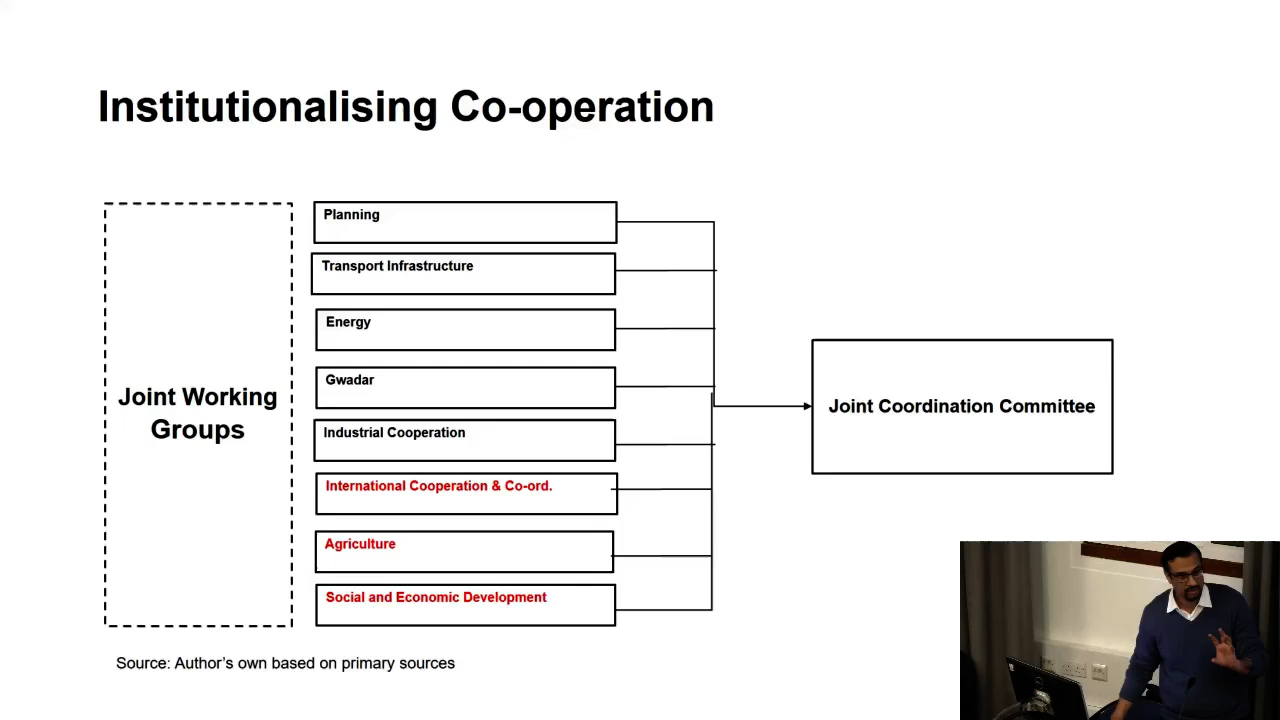 Institutionalising Co-operation
Joint Working
Groups
Planning
Transport Infrastructure
Energy
Gwadar
Industrial Cooperation
International Cooperation & Co-ord.
Agriculture
Social and Economic Development
Joint Coordination Committee
Source: Author's own based on primary sources